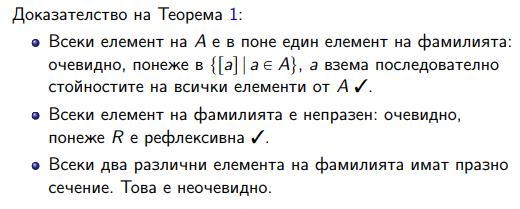 Доказателство на Теорема 1:
Всеки елемент на A е в поне един елемент на фамилията:
очевидно, понеже в {[a] | a ∈ A}, a взема последователно
стойностите на всички елементи от A ✓.
Всеки елемент на фамилията е непразен: очевидно,
понеже R е рефлексивна ✓.
Всеки два различни елемента на фамилията имат празно
сечение. Това е неочевидно.